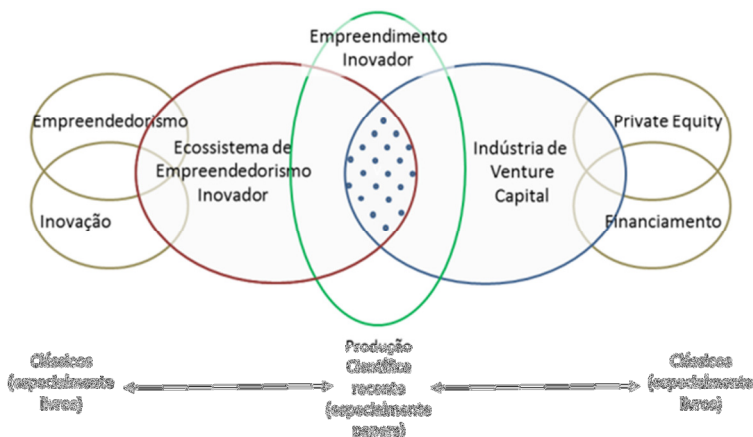 Empreendimento
Inovador
Empreendedorismo
Inovação
Ecossistema de
Empreendedorismo
Inovador
Indústria de
Venture
Capital
Private Equity
Financiamento
Clássicos
(especialmente
livros)
Produção
Científica
recente
(especialmente
papers)
Clássicos
(especialmente
livros)